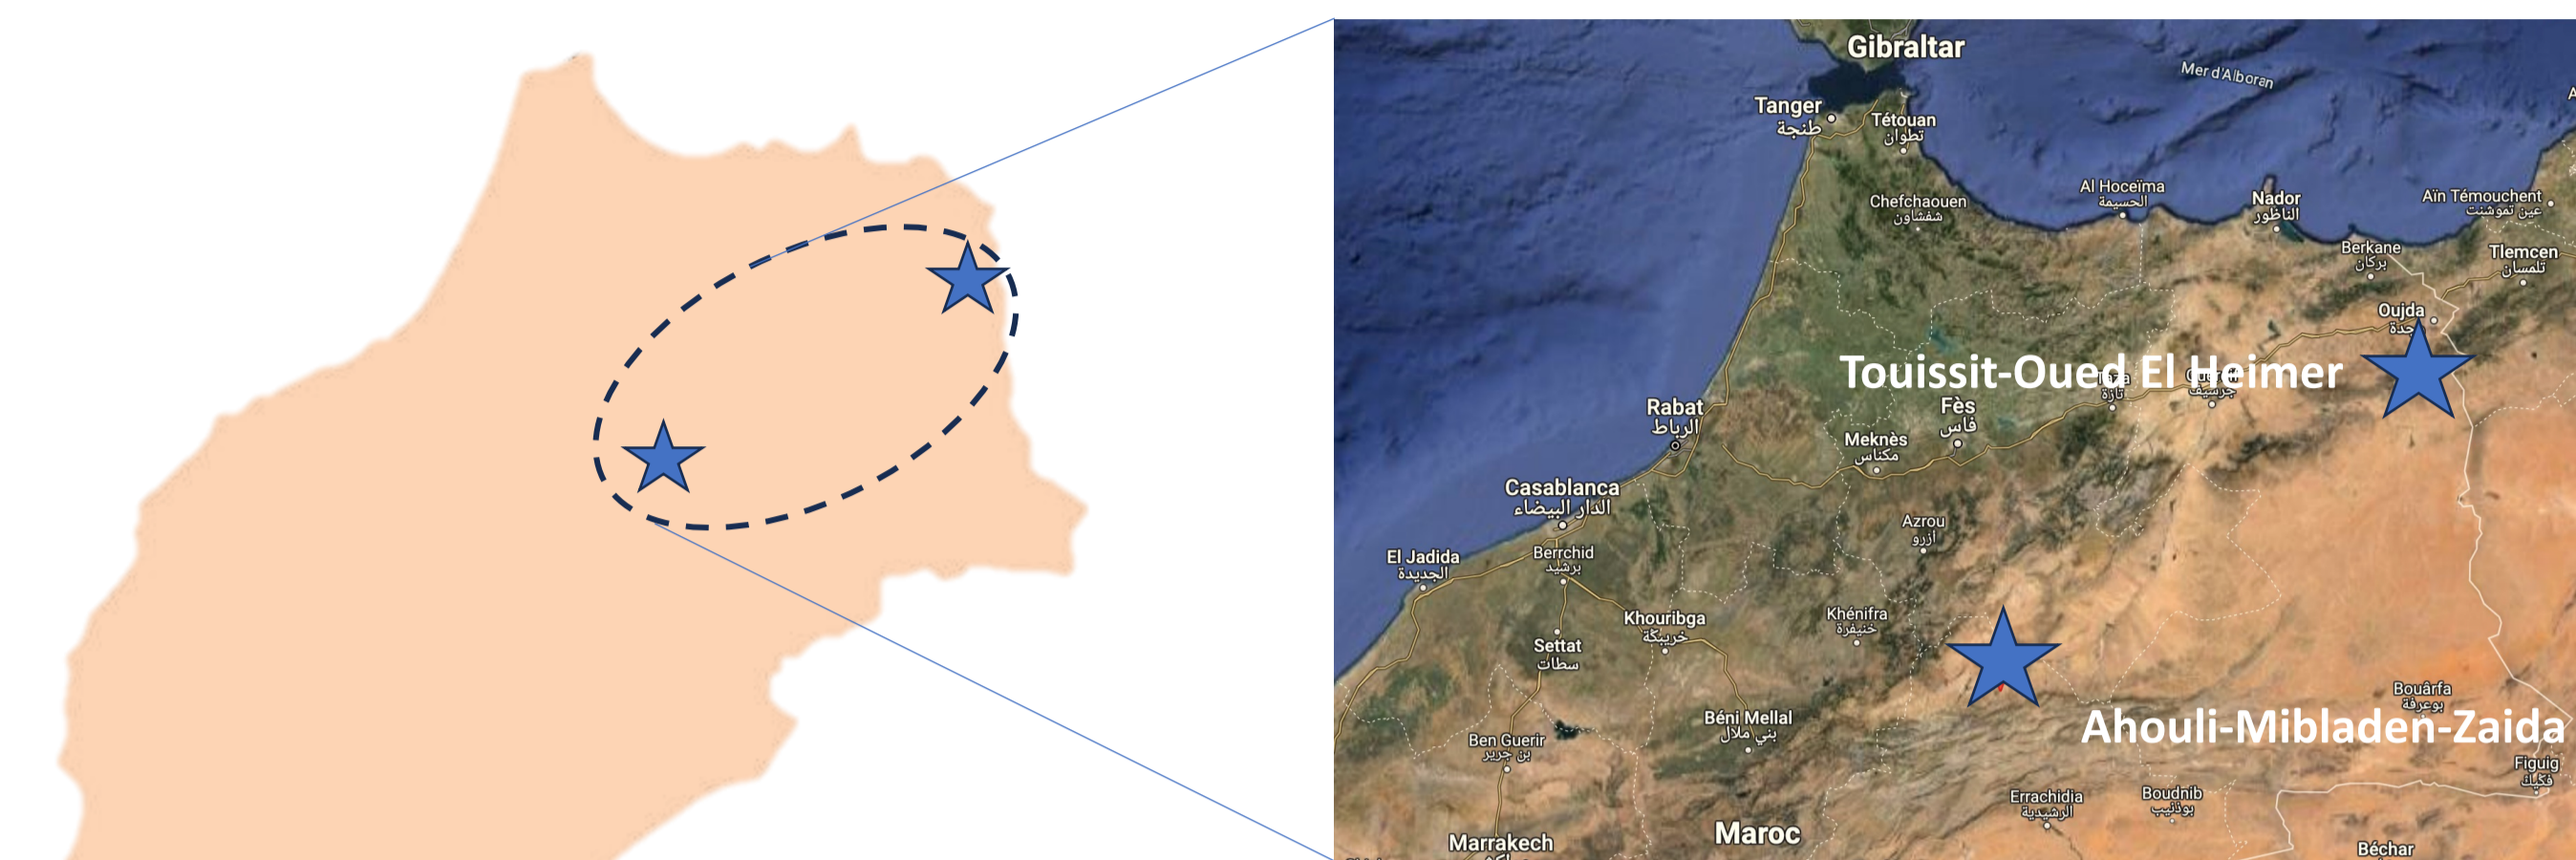 Gibraltar
Mer d'Alboran
Tanger
طنجة
Tétouan
تطوان
Chefchaouen
شفشاون
Al Hoceïma
الحسيمة
Nador
الناظور
Aïn Témouchent
عين تموشنت
Berkane
بركان
Tlemcen
تلمسان
Oujda
Touissit-Oued El Heimer
تازة
جرسيف
Rabat
الرباط
Fès
فاس
Meknès
مكناس
Casablanca
الدار البيضاء
Azrou
أزرو
El Jadida
الجديدة
Berrchid
برشيد
Khouribga
خريبكة
Khénifra
خنيفرة
Settat
سطات
Bouârfa
بوعرفة
Béni Mellal
بني ملال
Ahouli-Mibladen-Zaida
Ben Guerir
بن جرير
Figuig
فكيك
Errachidia
الرشيدية
Boudnib
بوذنيب
Maroc
Marrakech
Béchar